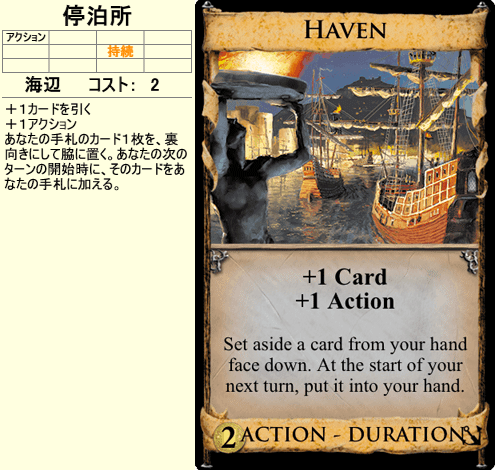 停泊所
アクション
持続
海辺 コスト: 2
+1カードを引く
+1アクション
あなたの手札のカード1枚を、裏
向きにして脇に置く。あなたの次の
ターンの開始時に、そのカードをあ
なたの手札に加える。
HAVEN
+1 Card
+1 Action
Set aside a card from your hand
face down. At the start of your
next turn, put it into your hand.
2 ACTION - DURATION